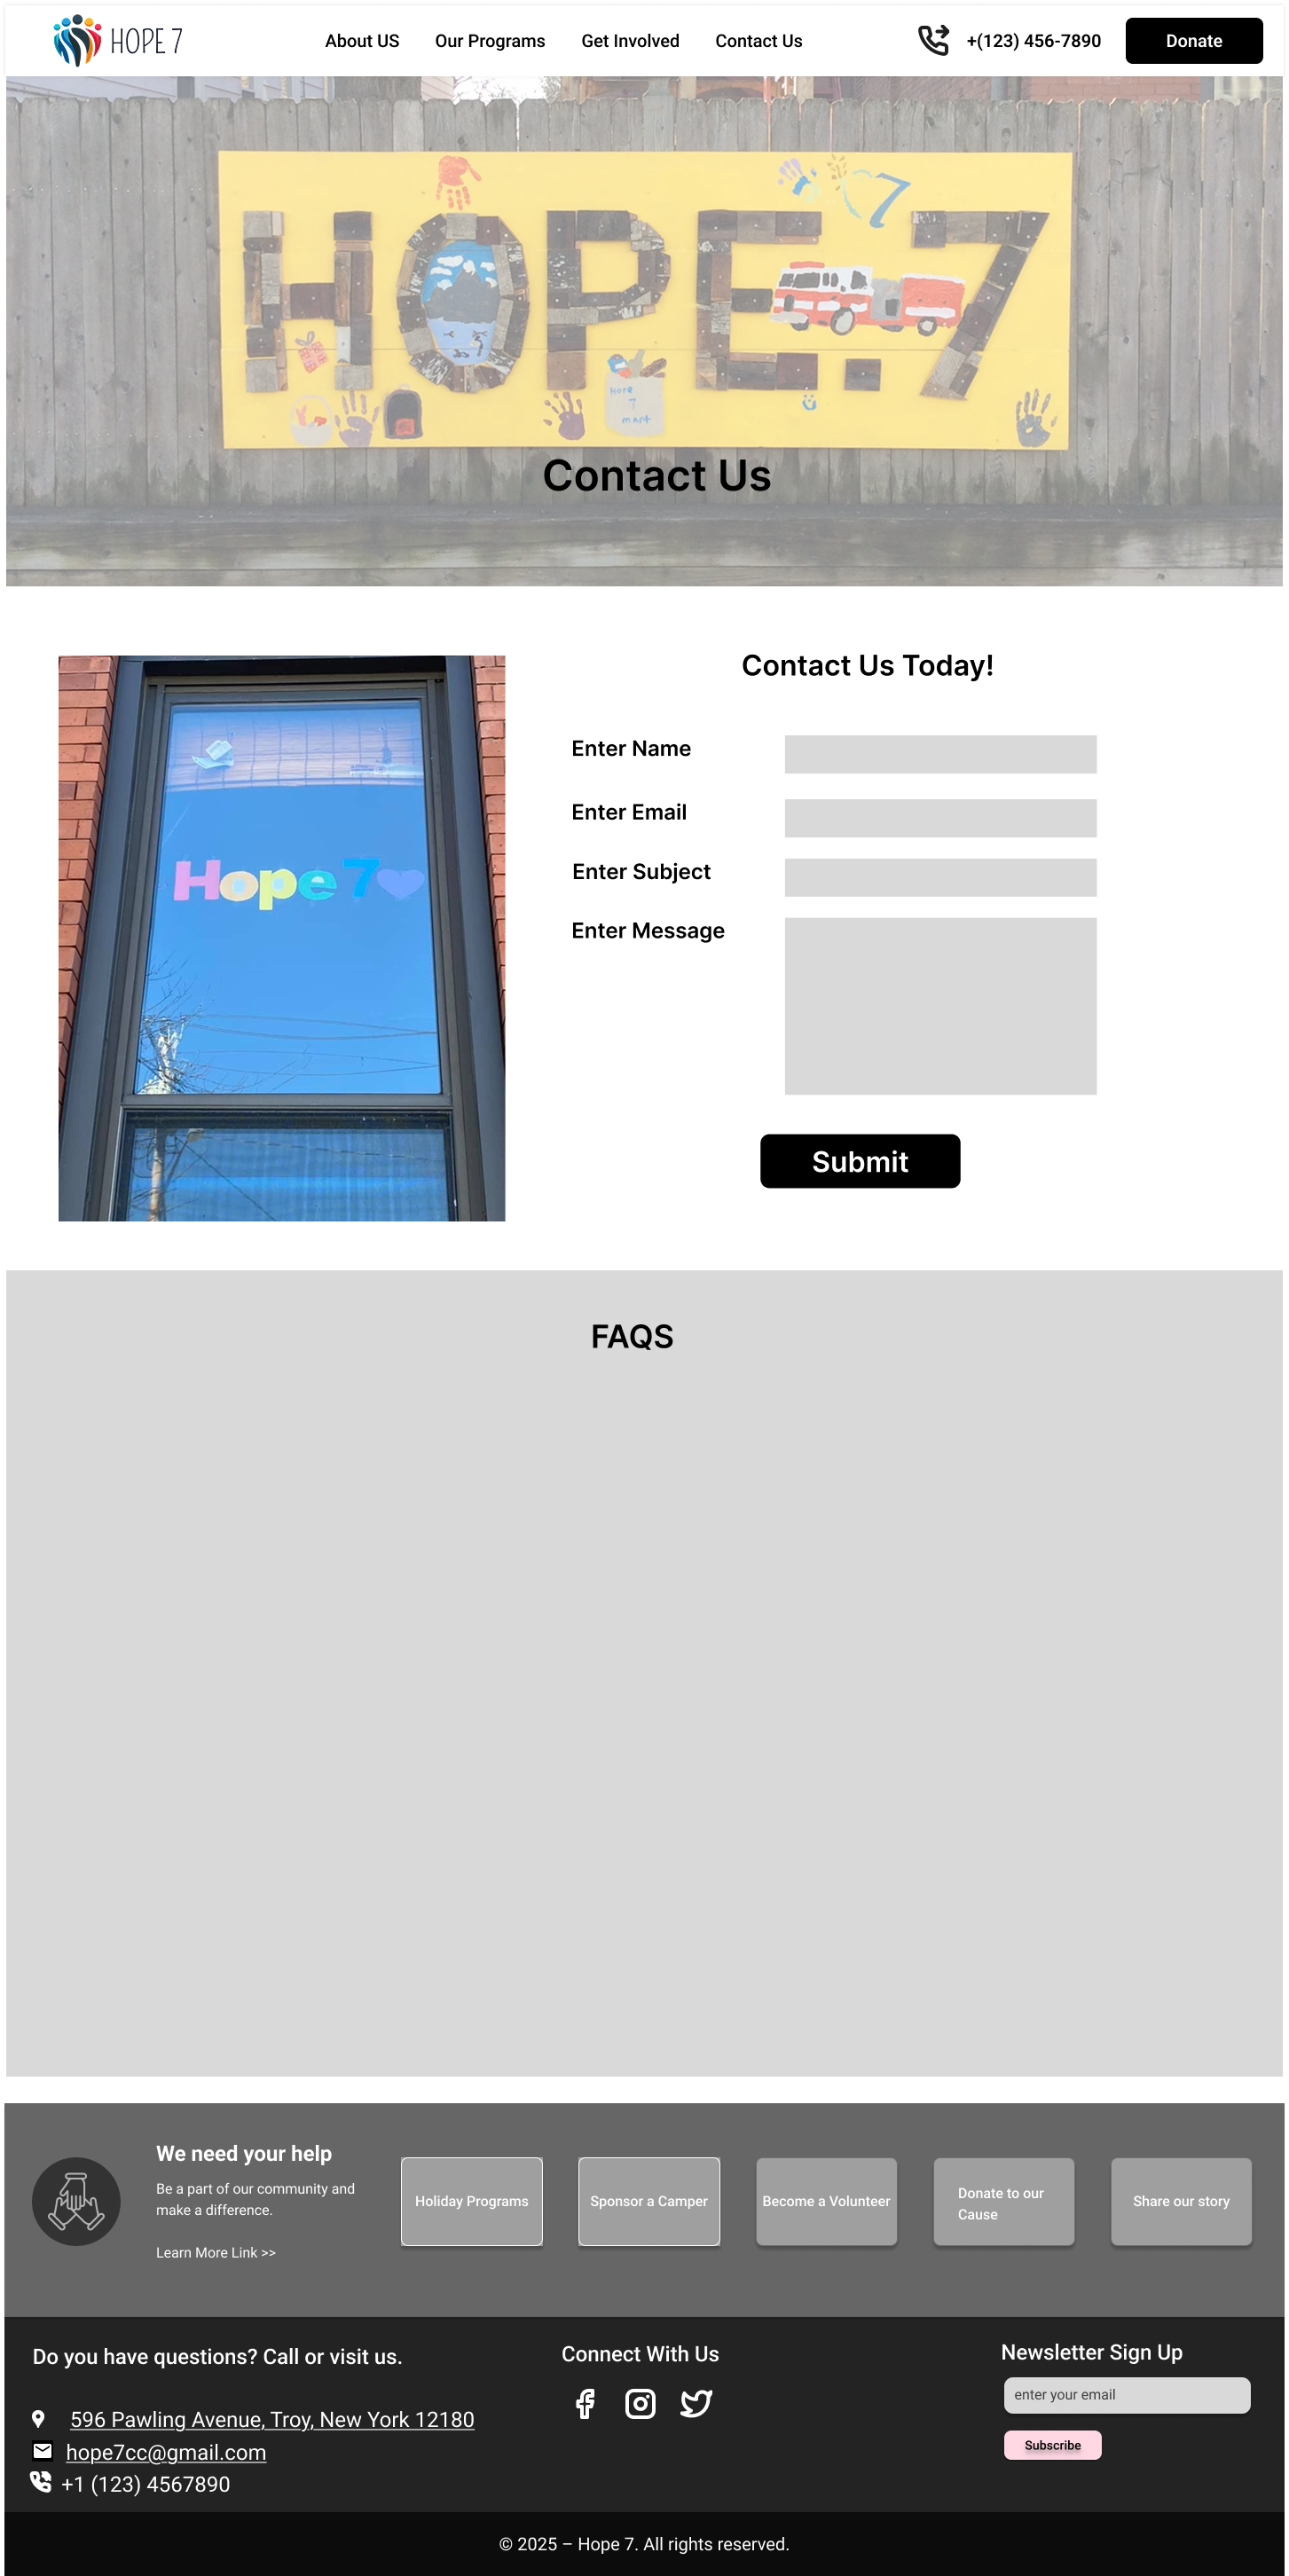 HOPE 7
About US Our Programs Get Involved Contact Us +(123) 456-7890 Donate
7
HOPE.7
Hope
7
mart
Contact Us
Contact Us Today!
Hope 7
Enter Name
Enter Email
Enter Subject
Enter Message
Submit
FAQS
We need your help
Be a part of our community and
make a difference.
Learn More Link >>
Holiday Programs
Sponsor a Camper
Become a Volunteer
Donate to our
Cause
Share our story
Do you have questions? Call or visit us.
596 Pawling Avenue, Troy, New York 12180
hope7cc@gmail.com
+1 (123) 4567890
Connect With Us
Newsletter Sign Up
enter your email
Subscribe
© 2025 – Hope 7. All rights reserved.